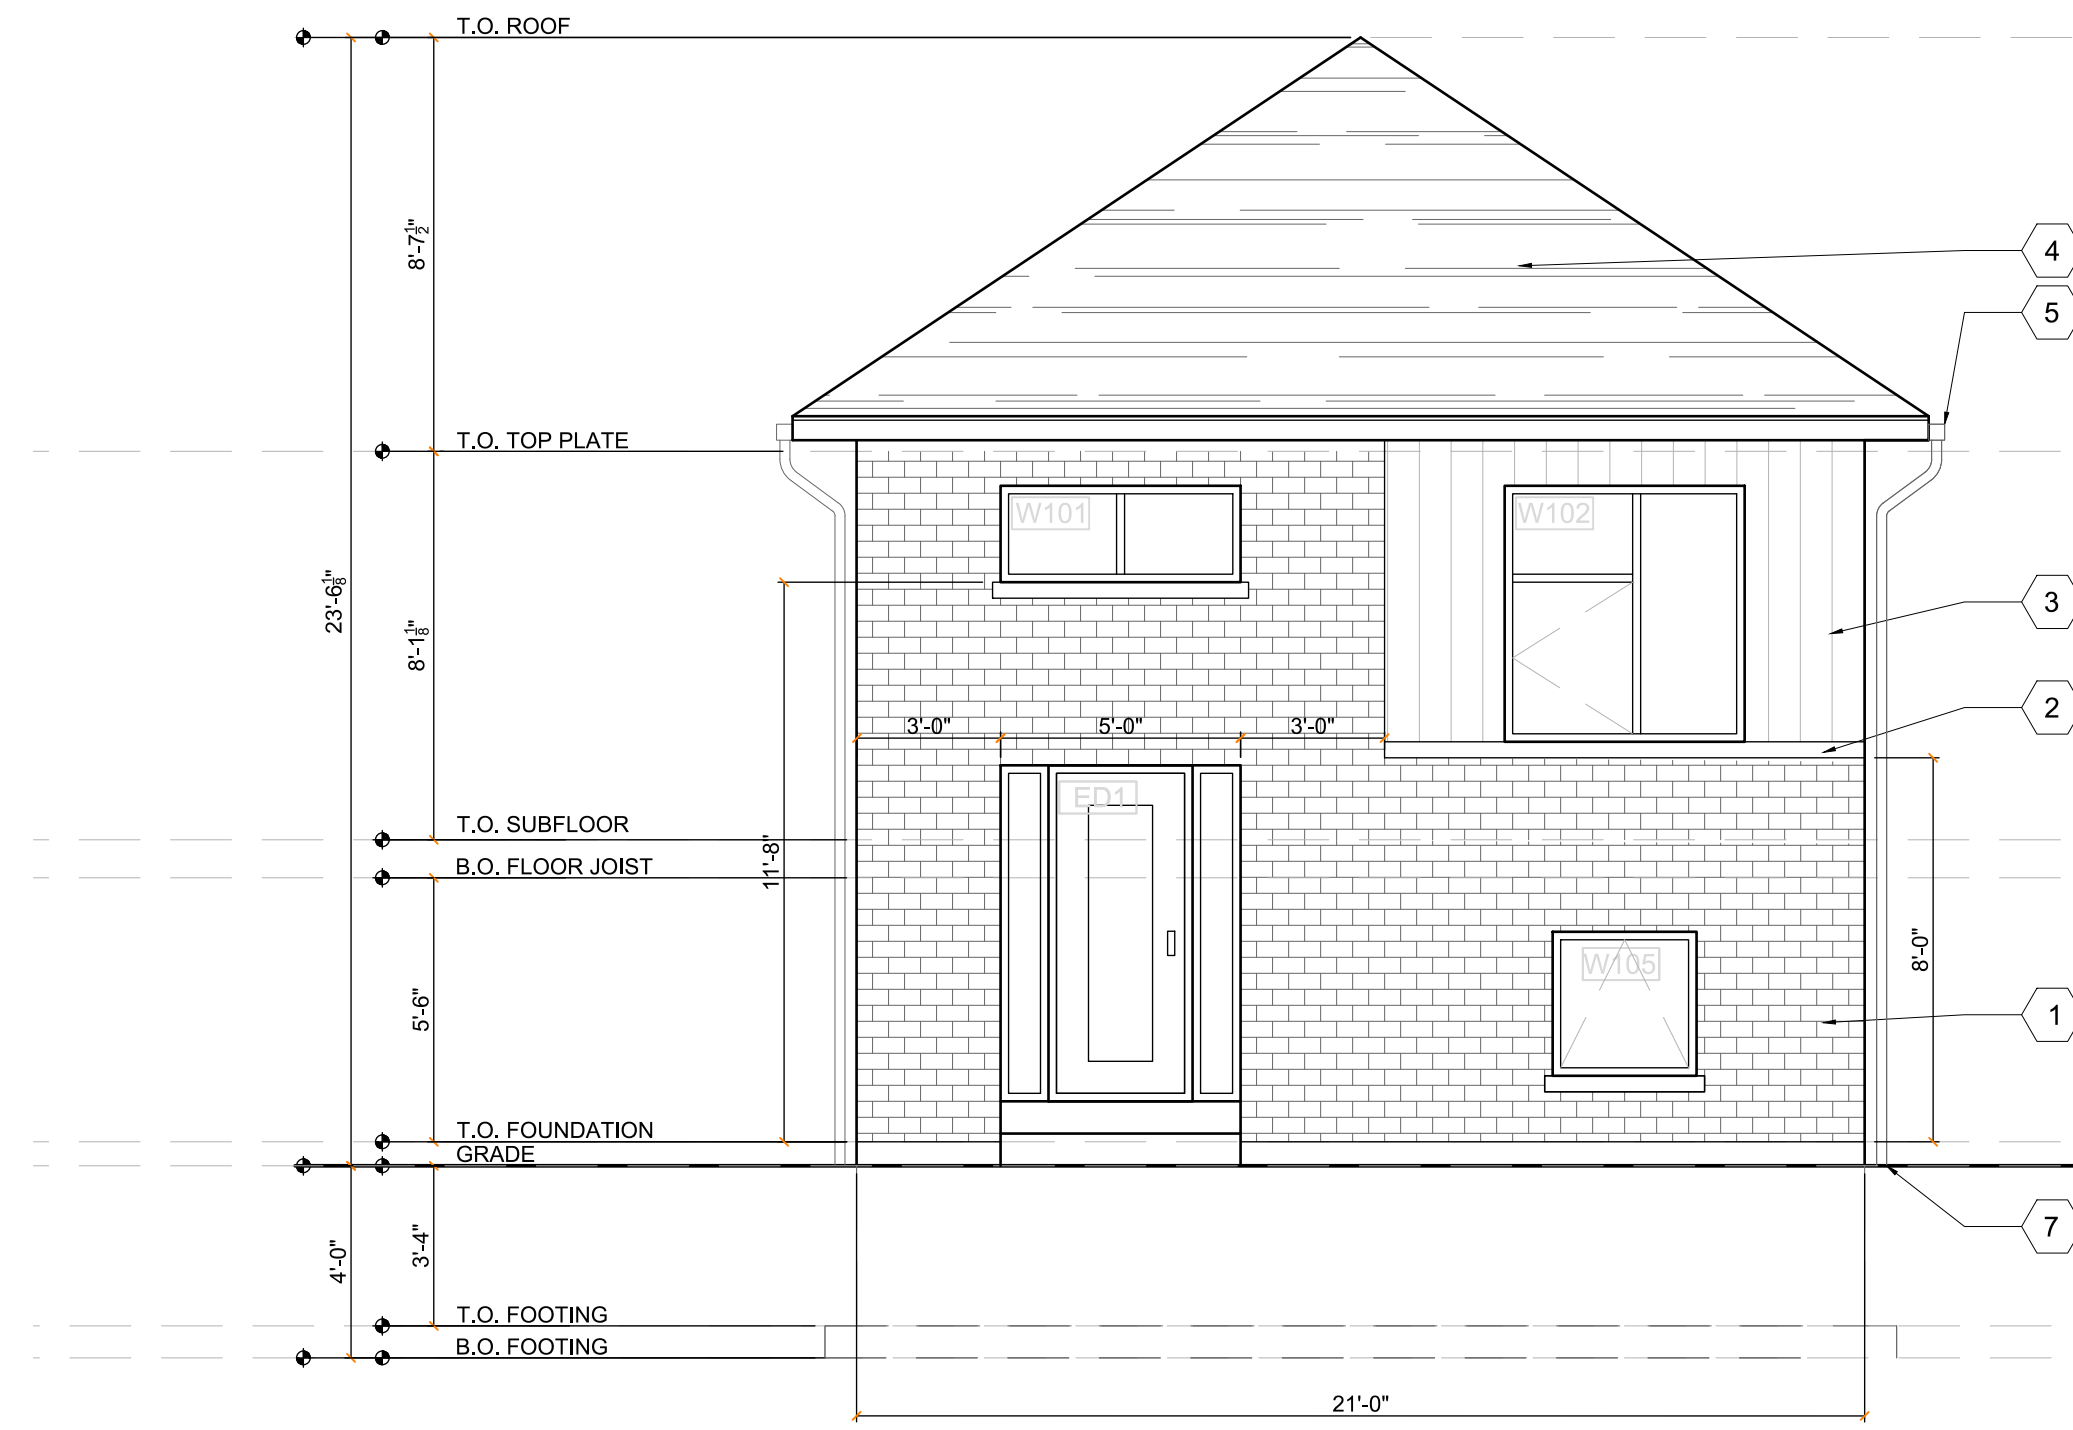 T.O. ROOF
8'-7½"
4
5
T.O. TOP PLATE
W101
W102
23'-6⅛"
8'-1⅛"
3
2
3'-0"
5'-0"
3'-0"
ED1
T.O. SUBFLOOR
B.O. FLOOR JOIST
11'-8"
8'-0"
W105
5'-6"
1
T.O. FOUNDATION
GRADE
7
4'-0"
3'-4"
T.O. FOOTING
B.O. FOOTING
21'-0"